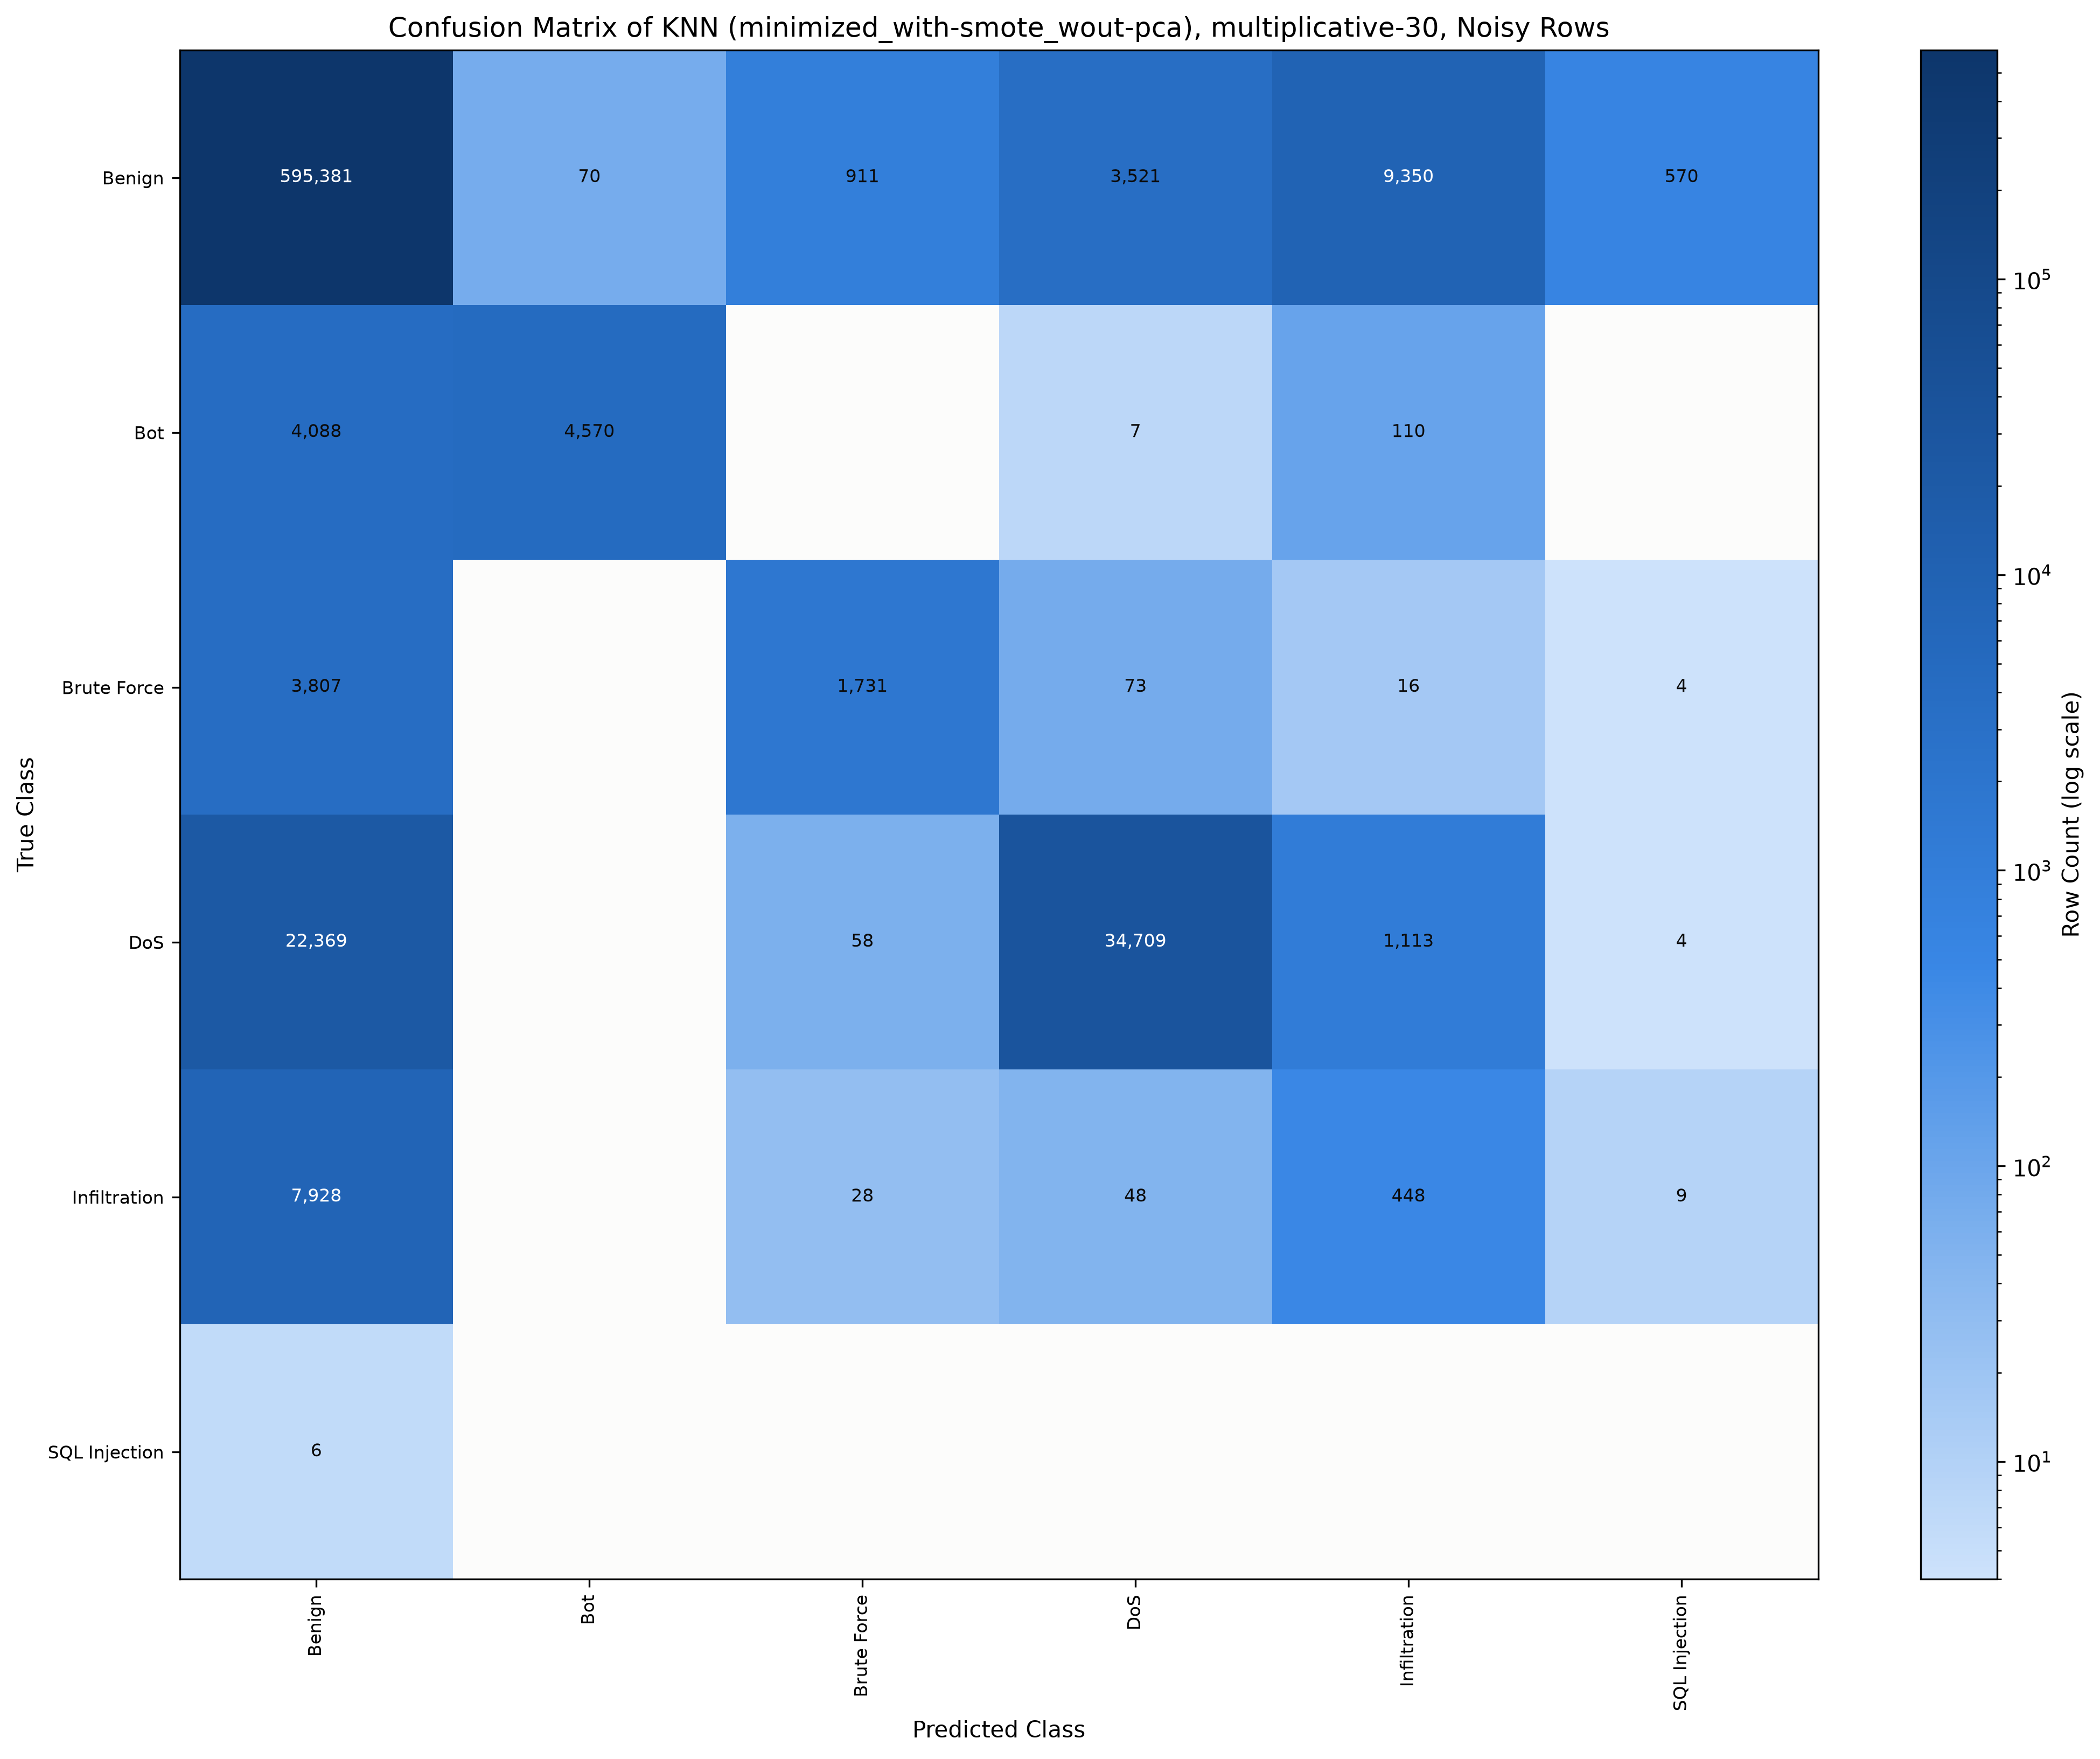 Confusion Matrix of KNN (minimized_with-smote_wout-pca), multiplicative-30, Noisy Rows
True Class
Benign 595,381 70 911 3,521 9,350 570
Bot 4,088 4,570 7 110
Brute Force 3,807 1,731 73 16 4
DoS 22,369 58 34,709 1,113 4
Infiltration 7,928 28 48 448 9
SQL Injection 6
Benign Bot Brute Force DoS Infiltration SQL Injection
Predicted Class
10⁵
10⁴
10³
10²
10¹
Row Count (log scale)